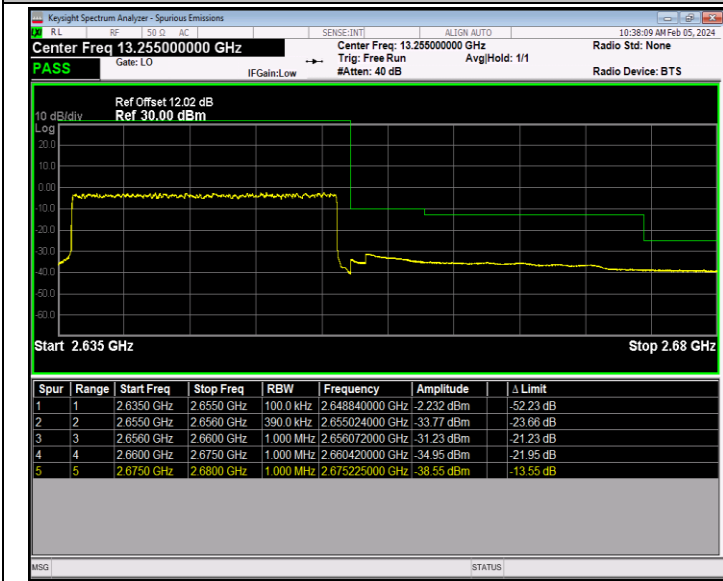 Keysight Spectrum Analyzer - Spurious Emissions
LXI RL RF 50 Ω AC SENSE:INT ALIGN AUTO 10:38:09 AM Feb 05, 2024
Center Freq 13.255000000 GHz Center Freq: 13.255000000 GHz Radio Std: None
PASS Gate: LO Trig: Free Run Avg|Hold: 1/1
IFGain:Low #Atten: 40 dB Radio Device: BTS
Ref Offset 12.02 dB
10 dB/div Ref 30.00 dBm
Log
20.0
10.0
0.00
-10.0
-20.0
-30.0
-40.0
-50.0
-60.0
Start 2.635 GHz Stop 2.68 GHz
Spur Range Start Freq Stop Freq RBW Frequency Amplitude Δ Limit
1 1 2.6350 GHz 2.6550 GHz 100.0 kHz 2.648840000 GHz -2.232 dBm -52.23 dB
2 2 2.6550 GHz 2.6560 GHz 390.0 kHz 2.655024000 GHz -33.77 dBm -23.66 dB
3 3 2.6560 GHz 2.6600 GHz 1.000 MHz 2.656072000 GHz -31.23 dBm -21.23 dB
4 4 2.6600 GHz 2.6750 GHz 1.000 MHz 2.660420000 GHz -34.95 dBm -21.95 dB
5 5 2.6750 GHz 2.6800 GHz 1.000 MHz 2.675225000 GHz -38.55 dBm -13.55 dB
MSG STATUS